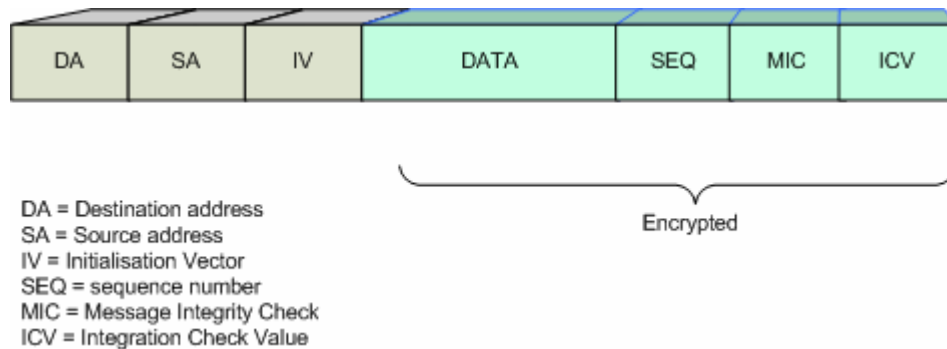 DA SA IV DATA SEQ MIC ICV
Encrypted
DA = Destination address
SA = Source address
IV = Initialisation Vector
SEQ = sequence number
MIC = Message Integrity Check
ICV = Integration Check Value